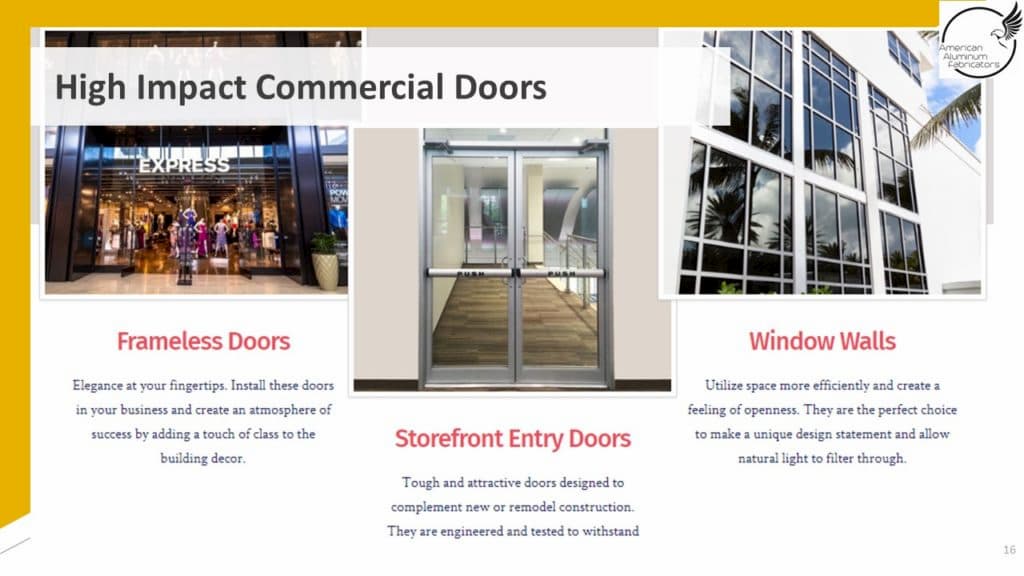 High Impact Commercial Doors
American
Aluminum
Fabricators
EXPRESS
PUSH
PUSH
Frameless Doors
Elegance at your fingertips. Install these doors
in your business and create an atmosphere of
success by adding a touch of class to the
building decor.
Storefront Entry Doors
Tough and attractive doors designed to
complement new or remodel construction.
They are engineered and tested to withstand
Window Walls
Utilize space more efficiently and create a
feeling of openness. They are the perfect choice
to make a unique design statement and allow
natural light to filter through.
16